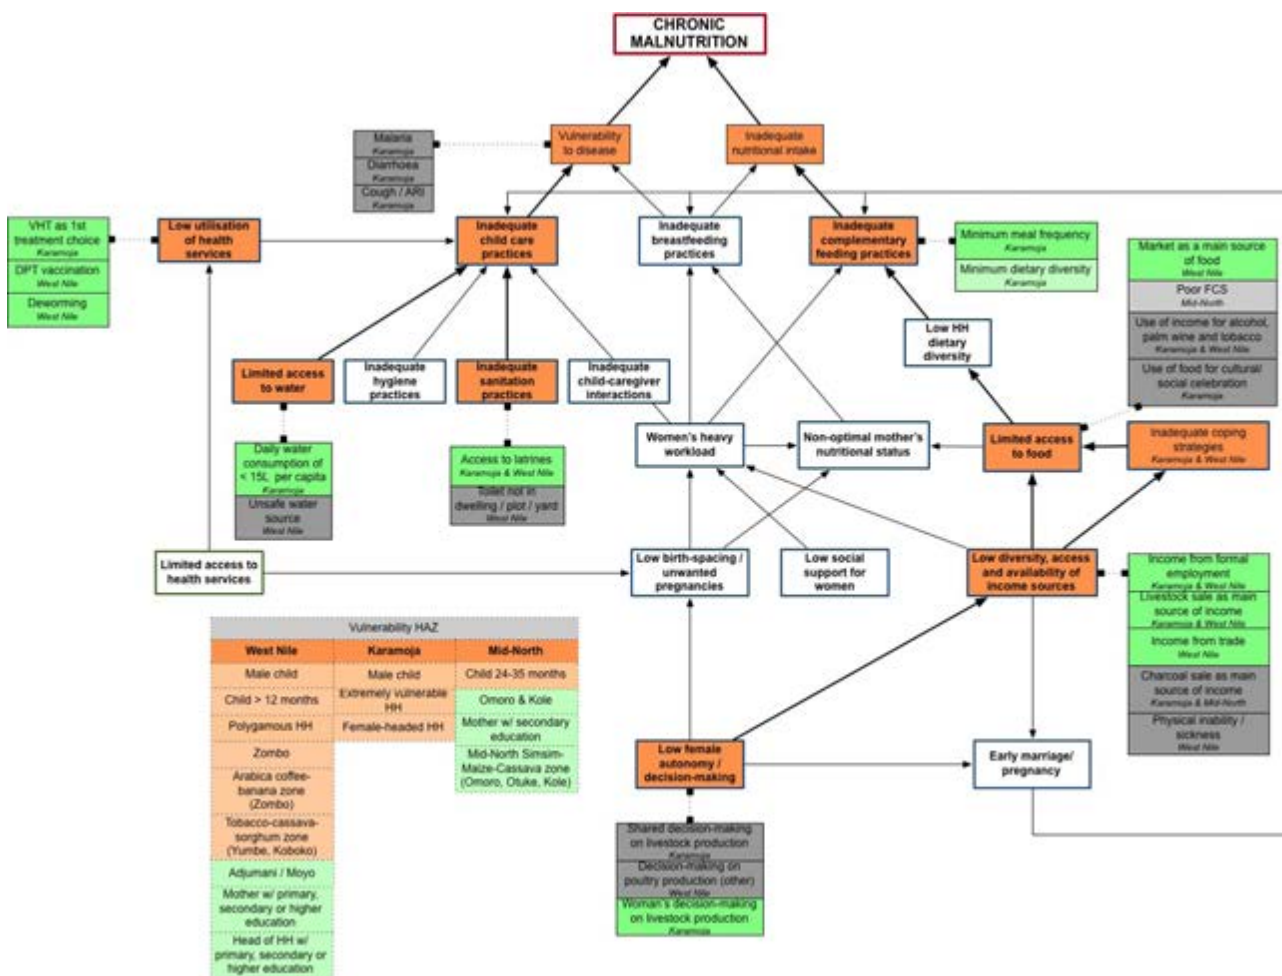 CHRONIC
MALNUTRITION
Vulnerability
to disease
Inadequate
nutritional intake
Malaria
Karamoja
Diarrhoea
Karamoja
Cough / ARI
Karamoja
VHT as 1st
treatment choice
Karamoja
DPT vaccination
West Nile
Deworming
West Nile
Low utilisation
of health
services
Inadequate
child care
practices
Inadequate
breastfeeding
practices
Inadequate
complementary
feeding practices
Minimum meal frequency
Karamoja
Minimum dietary diversity
Karamoja
Market as a main source
of food
West Nile
Poor FCS
Mid-North
Use of income for alcohol,
palm wine and tobacco
Karamoja & West Nile
Use of food for cultural/
social celebration
Karamoja
Low HH
dietary
diversity
Limited access
to water
Inadequate
hygiene
practices
Inadequate
sanitation
practices
Inadequate
child-caregiver
interactions
Women's heavy
workload
Non-optimal mother's
nutritional status
Limited access
to food
Inadequate coping
strategies
Karamoja & West Nile
Daily water
consumption of
< 15L per capita
Karamoja
Unsafe water
source
West Nile
Access to latrines
Karamoja & West Nile
Toilet not in
dwelling / plot / yard
West Nile
Limited access to
health services
Low birth-spacing /
unwanted
pregnancies
Low social
support for
women
Low diversity, access
and availability of
income sources
Income from formal
employment
Karamoja & West Nile
Livestock sale as main
source of income
Karamoja & West Nile
Income from trade
West Nile
Charcoal sale as main
source of income
Karamoja & Mid-North
Physical inability /
sickness
West Nile
Vulnerability HAZ
West Nile
Karamoja
Mid-North
Male child
Male child
Child 24-35 months
Child > 12 months
Extremely vulnerable
HH
Omoro & Kole
Polygamous HH
Female-headed HH
Mother w/ secondary
education
Zombo
Mid-North Simsim-
Maize-Cassava zone
(Omoro, Otuke, Kole)
Arabica coffee-
banana zone
(Zombo)
Tobacco-cassava-
sorghum zone
(Yumbe, Koboko)
Adjumani / Moyo
Mother w/ primary,
secondary or higher
education
Head of HH w/
primary, secondary or
higher education
Low female
autonomy /
decision-making
Early marriage/
pregnancy
Shared decision-making
on livestock production
Karamoja
Decision-making on
poultry production (other)
West Nile
Woman's decision-making
on livestock production
Karamoja